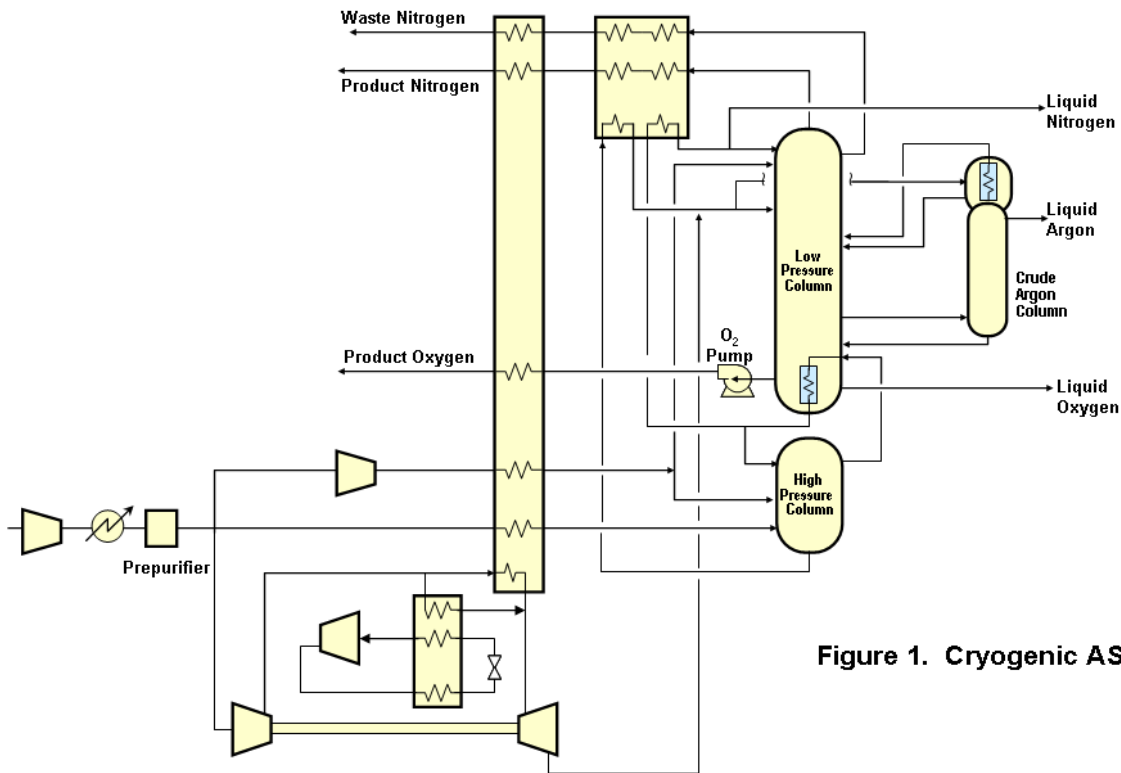 Waste Nitrogen
Product Nitrogen
Liquid
Nitrogen
Liquid
Argon
Low
Pressure
Column
Crude
Argon
Column
O2
Pump
Product Oxygen
Liquid
Oxygen
High
Pressure
Column
Prepurifier
Figure 1. Cryogenic AS